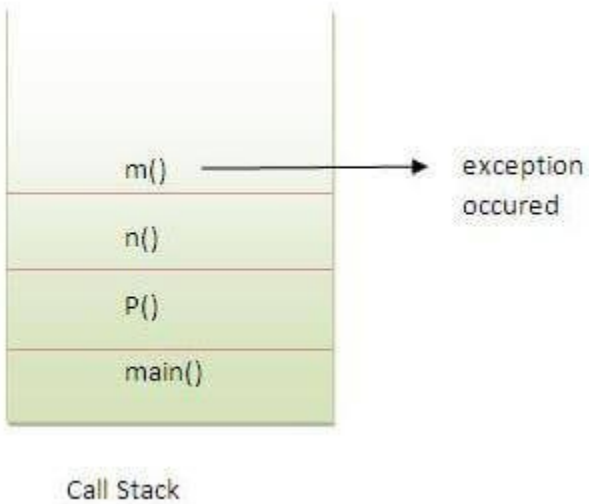 m()
exception
occured
n()
P()
main()
Call Stack